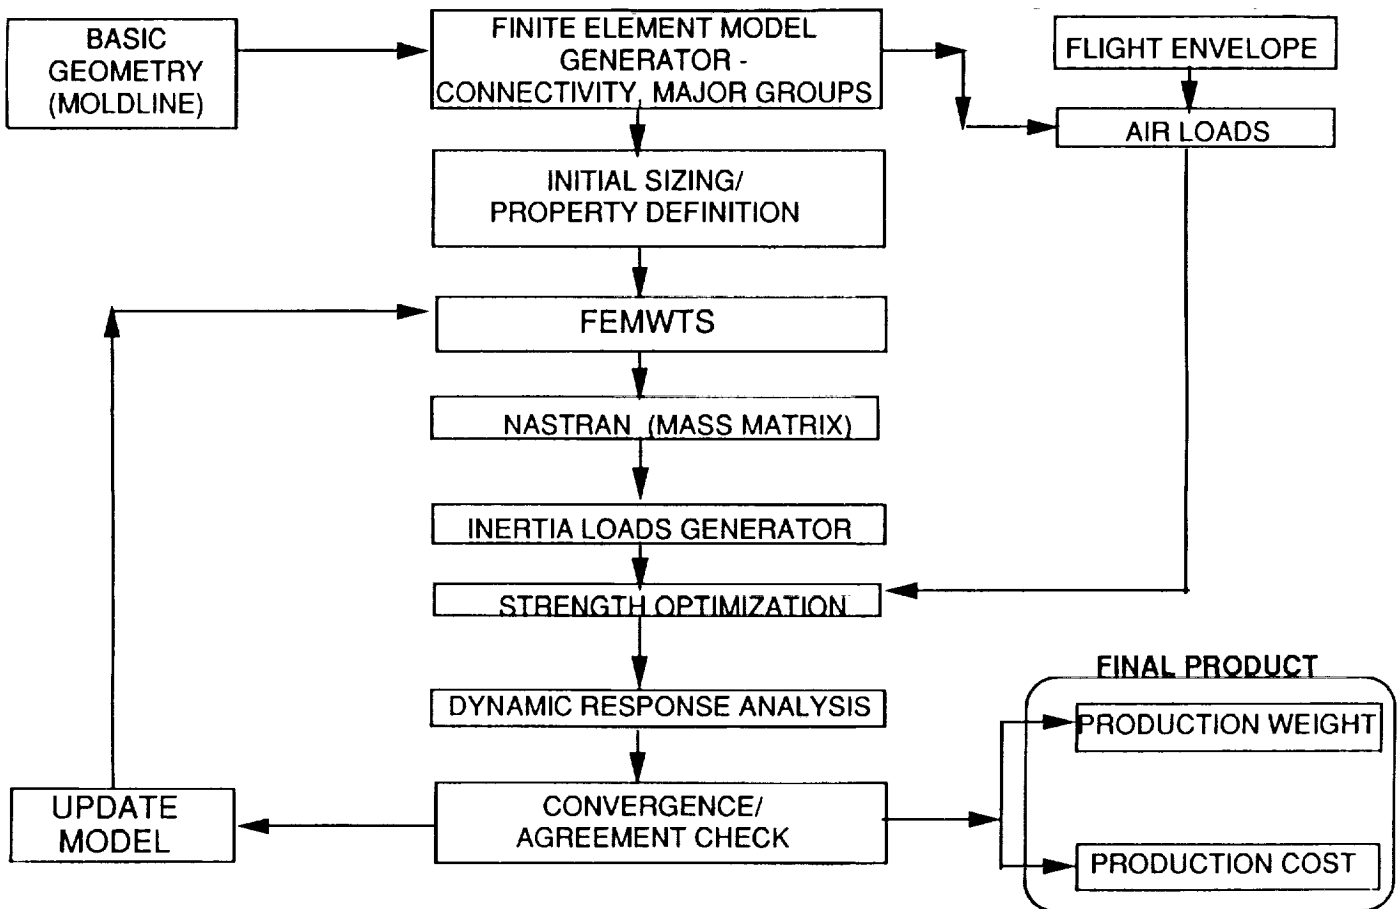 BASIC
GEOMETRY
(MOLDLINE)
FINITE ELEMENT MODEL
GENERATOR -
CONNECTIVITY, MAJOR GROUPS
FLIGHT ENVELOPE
AIR LOADS
INITIAL SIZING/
PROPERTY DEFINITION
FEMWTS
NASTRAN (MASS MATRIX)
INERTIA LOADS GENERATOR
STRENGTH OPTIMIZATION
DYNAMIC RESPONSE ANALYSIS
FINAL PRODUCT
PRODUCTION WEIGHT
PRODUCTION COST
CONVERGENCE/
AGREEMENT CHECK
UPDATE
MODEL